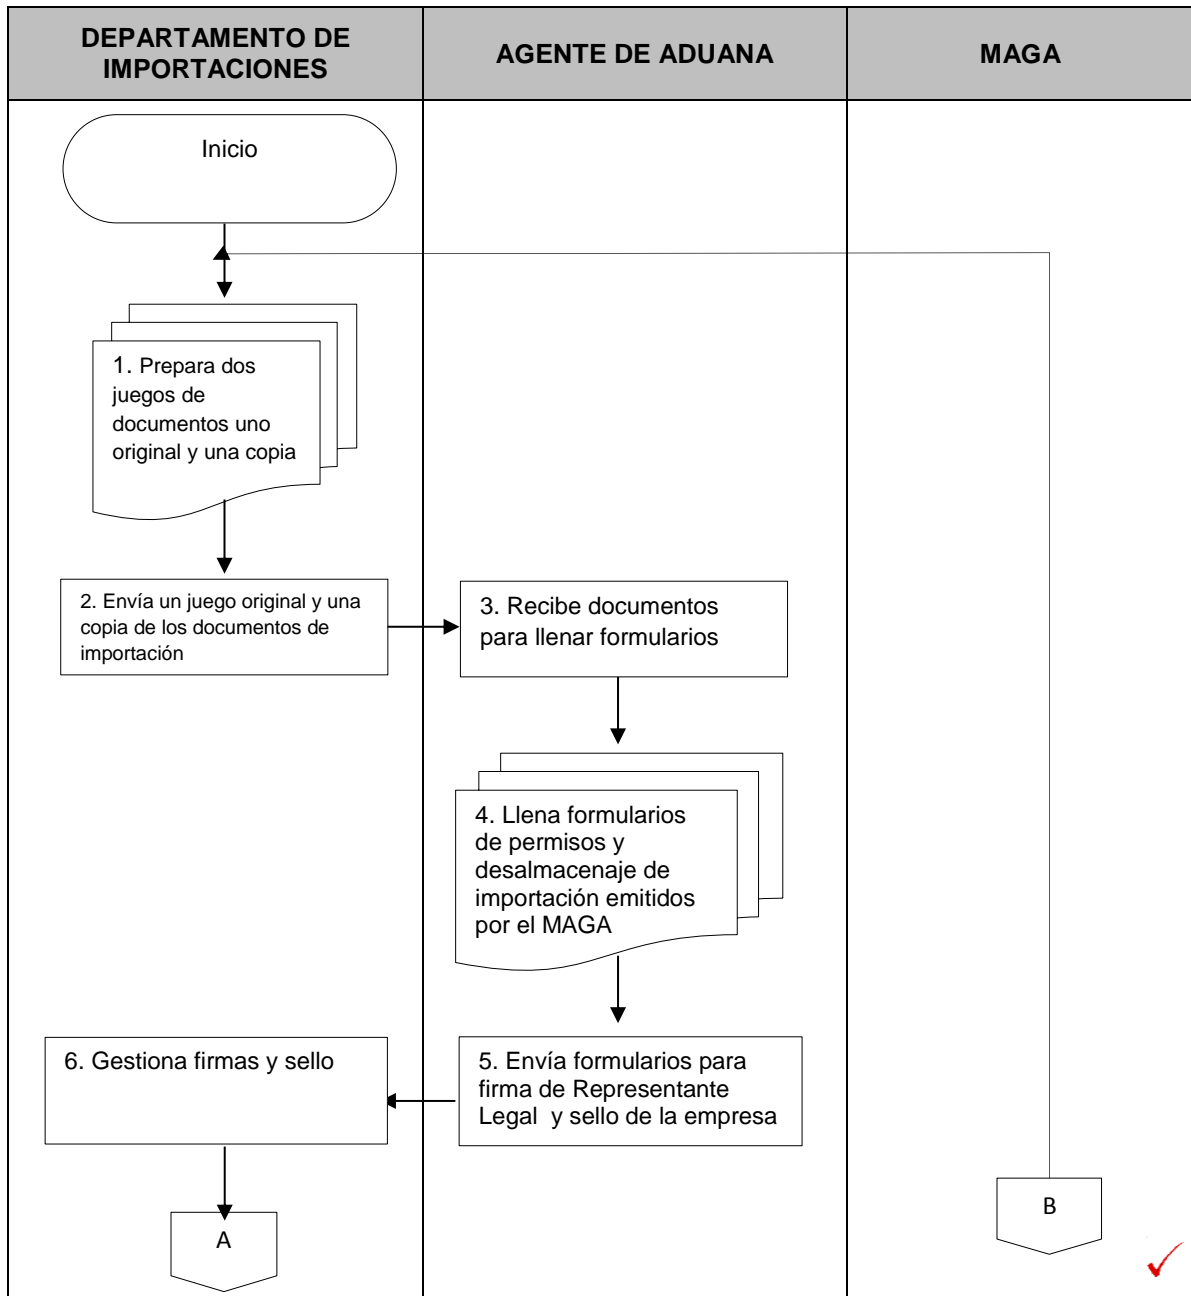 DEPARTAMENTO DE
IMPORTACIONES
AGENTE DE ADUANA
MAGA
Inicio
1. Prepara dos
juegos de
documentos uno
original y una copia
2. Envía un juego original y una
copia de los documentos de
importación
3. Recibe documentos
para llenar formularios
4. Llena formularios
de permisos y
desalmacenaje de
importación emitidos
por el MAGA
5. Envía formularios para
firma de Representante
Legal y sello de la empresa
6. Gestiona firmas y sello
A
B